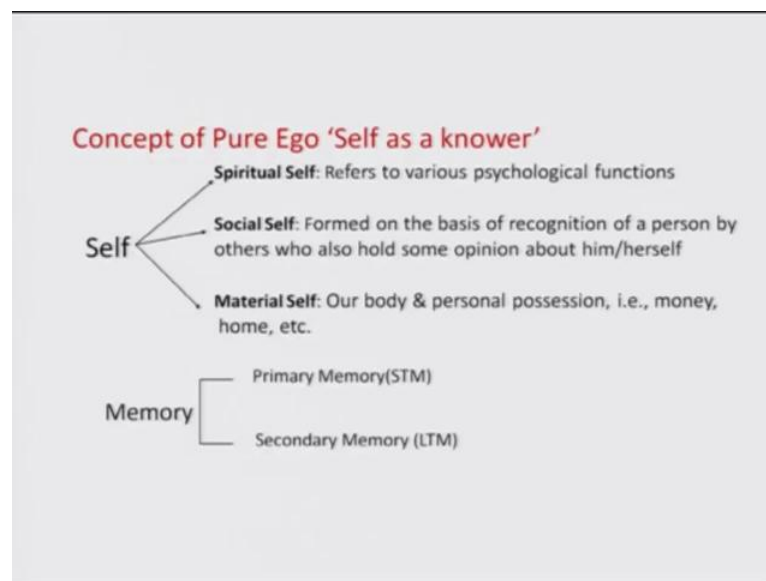 Concept of Pure Ego ‘Self as a knower’
Spiritual Self: Refers to various psychological functions
Self
Social Self: Formed on the basis of recognition of a person by
others who also hold some opinion about him/herself
Material Self: Our body & personal possession, i.e., money,
home, etc.
Memory
Primary Memory(STM)
Secondary Memory (LTM)